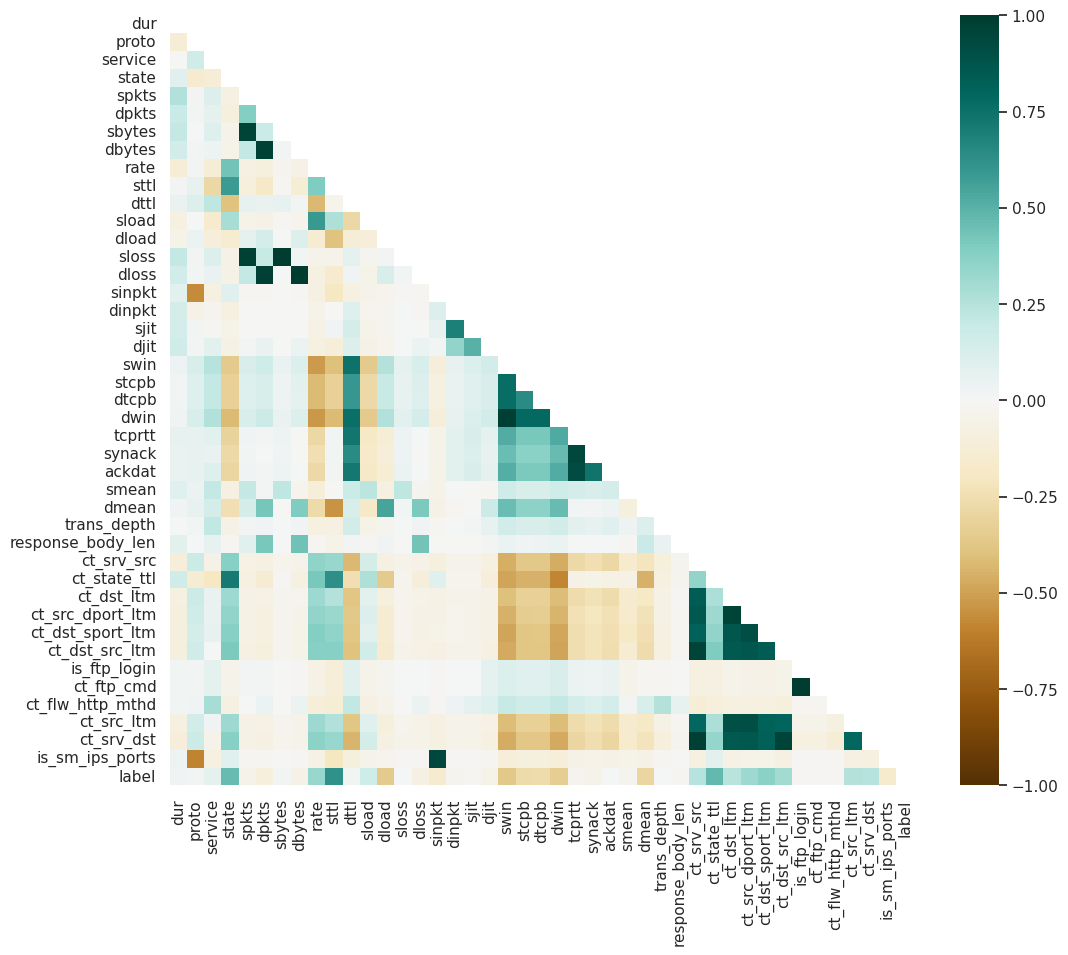 dur
proto
service
state
spkts
dpkts
sbytes
dbytes
rate
sttl
dttl
sload
dload
sloss
dloss
sinpkt
dinpkt
sjit
djit
swin
stcpb
dtcpb
dwin
tcprtt
synack
ackdat
smean
dmean
trans_depth
response_body_len
ct_srv_src
ct_state_ttl
ct_dst_ltm
ct_src_dport_ltm
ct_dst_sport_ltm
ct_dst_src_ltm
is_ftp_login
ct_ftp_cmd
ct_flw_http_mthd
ct_src_ltm
ct_srv_dst
is_sm_ips_ports
label
dur
proto
service
state
spkts
dpkts
sbytes
dbytes
rate
sttl
dttl
sload
dload
sloss
dloss
sinpkt
dinpkt
sjit
djit
swin
stcpb
dtcpb
dwin
tcprtt
synack
ackdat
smean
dmean
trans_depth
response_body_len
ct_srv_src
ct_state_ttl
ct_dst_ltm
ct_src_dport_ltm
ct_dst_sport_ltm
ct_dst_src_ltm
is_ftp_login
ct_ftp_cmd
ct_flw_http_mthd
ct_src_ltm
ct_srv_dst
is_sm_ips_ports
label
1.00
0.75
0.50
0.25
0.00
−0.25
−0.50
−0.75
−1.00